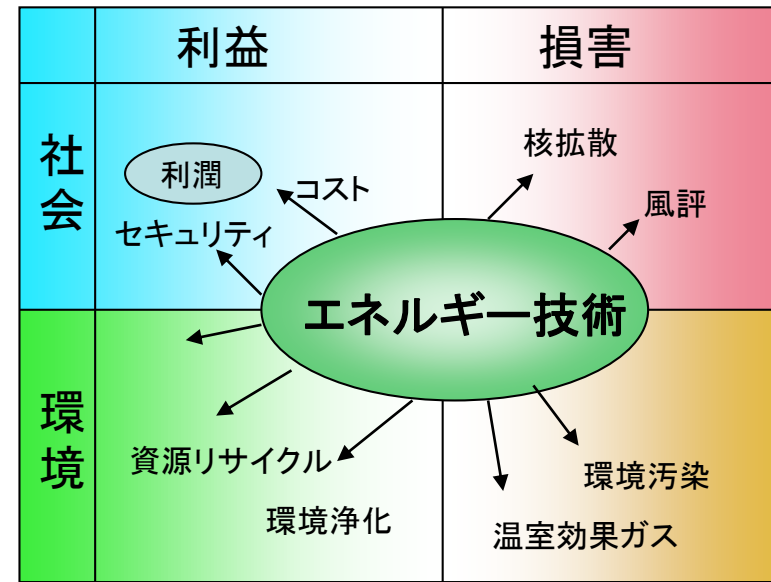 利益
損害
社会
核拡散
利潤
コスト
風評
セキュリティ
エネルギー技術
環境
資源リサイクル
環境汚染
環境浄化
温室効果ガス